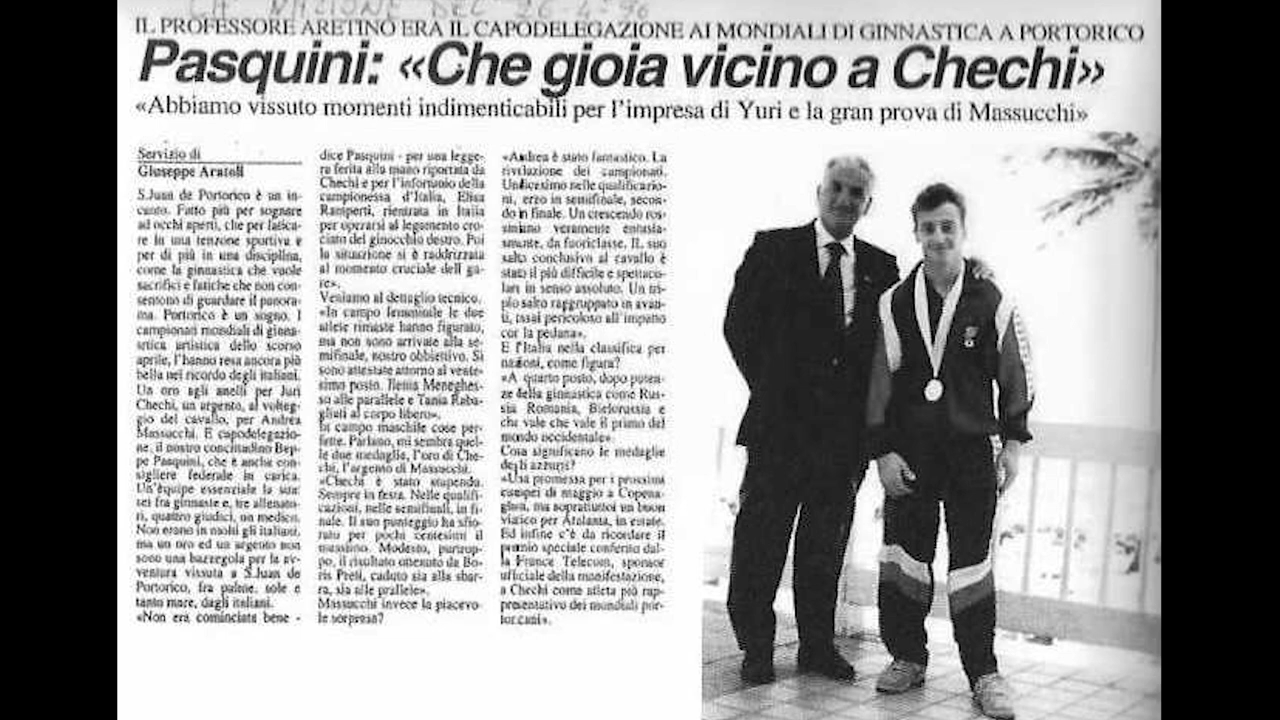 LA NAZIONE DEL 26-4-96
IL PROFESSORE ARETINO ERA IL CAPODELEGAZIONE AI MONDIALI DI GINNASTICA A PORTORICO
Pasquini: «Che gioia vicino a Chechi»
«Abbiamo vissuto momenti indimenticabili per l'impresa di Yuri e la gran prova di Massucchi»
Servizio di
Giuseppe Aratoli
S.Juan de Portorico è un in-
canto. Fatto più per sognare
ad occhi aperti, che per fatica-
re in una tenzone sportiva e
per di più in una disciplina,
come la ginnastica che vuole
sacrifici e fatiche che non con-
sentono di guardare il panora-
ma. Portorico è un sogno. I
campionati mondiali di ginna-
stica artistica dello scorso
aprile, l'hanno resa ancora più
bella nei ricordo degli italiani.
Un oro agli anelli per Juri
Chechi, un argento, al volteg-
gio del cavallo, per Andrea
Massucchi. E capodelegazio-
ne, il nostro concittadino Bep-
pe Pasquini, che è anche con-
sigliere federale in carica.
Un'équipe essenziale la sua:
sei fra ginnaste e, tre allenato-
ri, quattro giudici, un medico.
Non erano in molti gli italiani,
ma un oro ed un argento non
sono una bazzegola per la av-
ventura vissuta a S.Juan de
Portorico, fra palme, sole e
tanto mare, dagli italiani.
«Non era cominciata bene -
dice Pasquini - per una legge-
ra ferita alla mano riportata da
Chechi e per l'infortunio della
campionessa d'Italia, Elisa
Ramperti, rientrata in Italia
per operarsi al legamento cro-
ciato del ginocchio destro. Poi
la situazione si è raddrizzata
al momento cruciale dell ga-
re».
Veniamo al dettaglio tecnico.
«In campo femminile le due
atlete rimaste hanno figurato,
ma non sono arrivate alla se-
mifinale, nostro obbiettivo. Si
sono attestate attorno al vente-
simo posto. Ilenia Meneghes-
so alle parallele e Tania Reba-
gliati al corpo libero».
In campo maschile cose per-
fette. Parlano, mi sembra quel-
le due medaglia, l'oro di Che-
chi, l'argento di Massucchi.
«Chechi è stato stupendo.
Sempre in testa. Nelle qualifi-
cazioni, nelle semifinali, in fi-
nale. Il suo punteggio ha sfio-
rato per pochi centesimi il
massimo. Modesto, purtrop-
po, il risultato ottenuto da Bo-
ris Preti, caduto sia alla sbar-
ra, sia alle prallele».
Massucchi invece la piacevo-
le sorpresa?
«Andrea è stato fantastico. La
rivelazione dei campionati.
Undicesimo nelle qualificazio-
ni, erzo in semifinale, secon-
do in finale. Un crescendo ros-
siniano veramente entusia-
smante, da fuoriclasse. IL suo
salto conclusivo al cavallo è
stato il più difficile e spettaco-
lare in senso assoluto. Un tri-
plo salto raggruppato in avan-
ti, assai pericoloso all'impatto
con la pedana».
E l'Italia nella classifica per
nazioni, come figura?
«A quarto posto, dopo poten-
ze della ginnastica come Rus-
sia Romania, Bielorussia e
che vale che vale il primo del
mondo occidentale»
Cosa significano le medaglie
degli azzurri?
«Una promessa per i prossimi
europei di maggio a Copena-
ghen, ma soprattutto un buon
viatico per Atalanta, in estate.
Ed infine c'è da ricordare il
premio speciale conferito dal-
la France Telecom, sponsor
ufficiale della manifestazione,
a Chechi come atleta più rap-
presentativo dei mondiali por-
toricani».